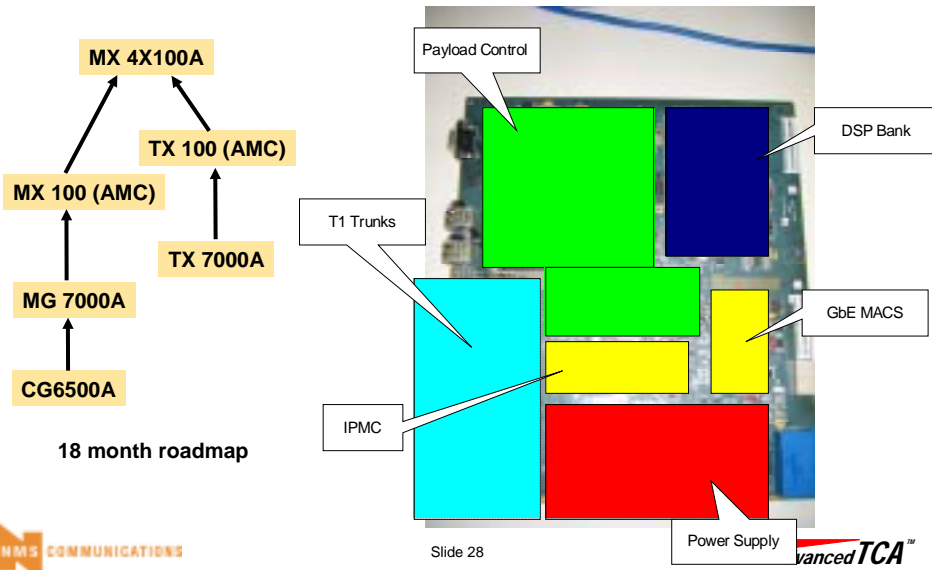 MX 4X100A
TX 100 (AMC)
MX 100 (AMC)
TX 7000A
MG 7000A
CG6500A
18 month roadmap
Payload Control
DSP Bank
T1 Trunks
GbE MACS
IPMC
Power Supply
NMS COMMUNICATIONS
Slide 28
vancedTCA™